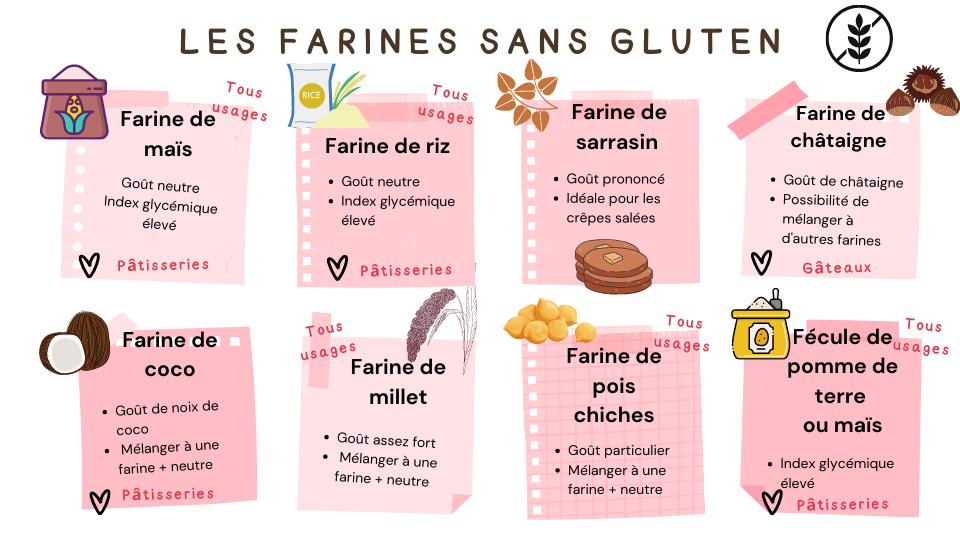 LES FARINES SANS GLUTEN
Tous
usages
Farine de
maïs
Goût neutre
Index glycémique
élevé
Pâtisseries
RICE
Tous
usages
Farine de riz
• Goût neutre
• Index glycémique
élevé
Pâtisseries
Farine de
sarrasin
• Goût prononcé
• Idéale pour les
crêpes salées
Farine de
châtaigne
• Goût de châtaigne
• Possibilité de
mélanger à
d'autres farines
Gâteaux
Farine de
coco
• Goût de noix de
coco
• Mélanger à une
farine + neutre
Pâtisseries
Tous
usages
Farine de
millet
• Goût assez fort
• Mélanger à une
farine + neutre
Tous
usages
Farine de
pois
chiches
• Goût particulier
• Mélanger à une
farine + neutre
Tous
usages
Fécule de
pomme de
terre
ou maïs
• Index glycémique
élevé
Pâtisseries